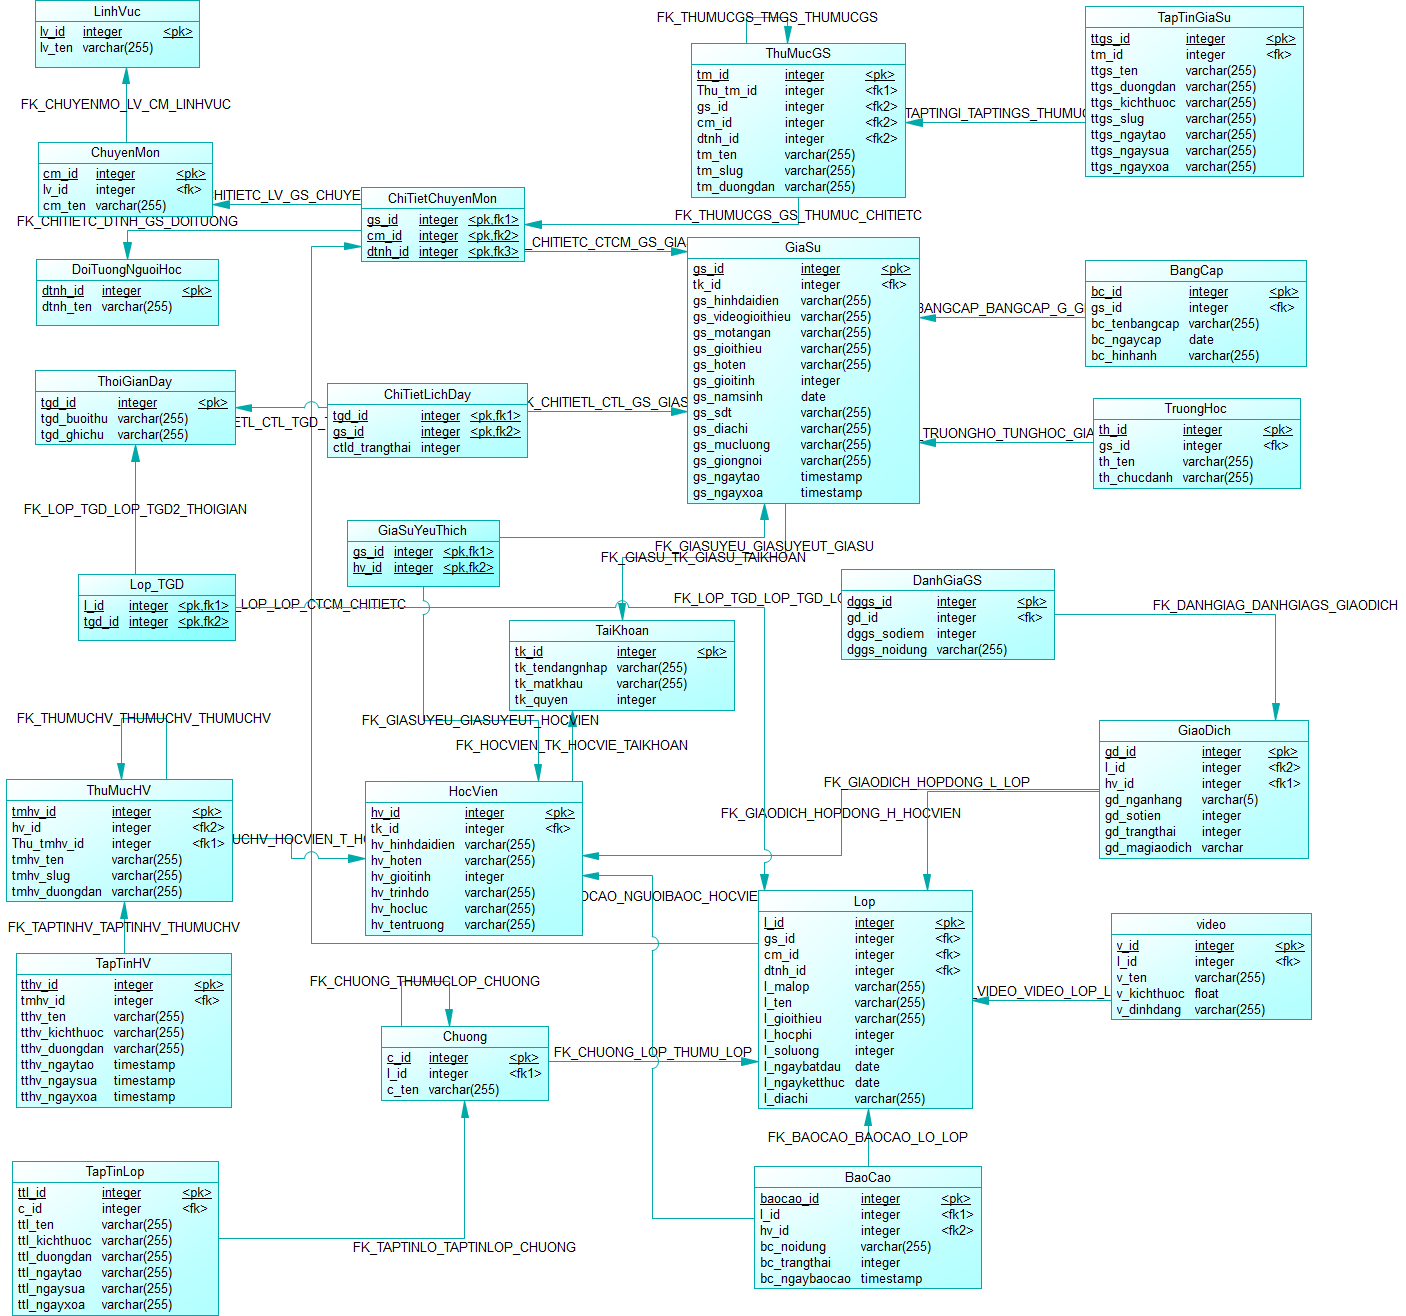 LinhVuc
lv_id integer <pk>
lv_ten varchar(255)
FK_CHUYENMO_LV_CM_LINHVUC
ChuyenMon
cm_id integer <pk>
lv_id integer <fk>
cm_ten varchar(255)
HITIETC_LV_GS_CHUYE
FK_CHITIETC_DTNH_GS_DOITUONG
DoiTuongNguoiHoc
dtnh_id integer <pk>
dtnh_ten varchar(255)
ChiTietChuyenMon
gs_id integer <pk,fk1>
cm_id integer <pk,fk2>
dtnh_id integer <pk,fk3>
_CHITIETC_CTCM_GS_GIA
FK_THUMUCGS_TMGS_THUMUCGS
ThuMucGS
tm_id integer <pk>
Thu_tm_id integer <fk1>
gs_id integer <fk2>
cm_id integer <fk2>
dtnh_id integer <fk2>
tm_ten varchar(255)
tm_slug varchar(255)
tm_duongdan varchar(255)
FK_THUMUCGS_GS_THUMUC_CHITIETC
TAPTINGI_TAPTINGS_THUMUC
TapTinGiaSu
ttgs_id integer <pk>
tm_id integer <fk>
ttgs_ten varchar(255)
ttgs_duongdan varchar(255)
ttgs_kichthuoc varchar(255)
ttgs_slug varchar(255)
ttgs_ngaytao varchar(255)
ttgs_ngaysua varchar(255)
ttgs_ngayxoa varchar(255)
GiaSu
gs_id integer <pk>
tk_id integer <fk>
gs_hinhdaidien varchar(255)
gs_videogioithieu varchar(255)
gs_motangan varchar(255)
gs_gioithieu varchar(255)
gs_hoten varchar(255)
gs_gioitinh integer
gs_namsinh date
gs_sdt varchar(255)
gs_diachi varchar(255)
gs_mucluong varchar(255)
gs_giongnoi varchar(255)
gs_ngaytao timestamp
gs_ngayxoa timestamp
BANGCAP_BANGCAP_G_G
BangCap
bc_id integer <pk>
gs_id integer <fk>
bc_tenbangcap varchar(255)
bc_ngaycap date
bc_hinhanh varchar(255)
_TRUONGHO_TUNGHOC_GIA
TruongHoc
th_id integer <pk>
gs_id integer <fk>
th_ten varchar(255)
th_chucdanh varchar(255)
ThoiGianDay
tgd_id integer <pk>
tgd_buoithu varchar(255)
tgd_ghichu varchar(255)
ETL_CTL_TGD_T
ChiTietLichDay
tgd_id integer <pk,fk1>
gs_id integer <pk,fk2>
ctld_trangthai integer
K_CHITIETL_CTL_GS_GIAS
FK_LOP_TGD_LOP_TGD2_THOIGIAN
GiaSuYeuThich
gs_id integer <pk,fk1>
hv_id integer <pk,fk2>
FK_GIASUYEU_GIASUYEUT_GIASU
FK_GIASU_TK_GIASU_TAIKHOAN
Lop_TGD
l_id integer <pk,fk1>
tgd_id integer <pk,fk2>
_LOP_LOP_CTCM_CHITIETC
FK_LOP_TGD_LOP_TGD_LO
TaiKhoan
tk_id integer <pk>
tk_tendangnhap varchar(255)
tk_matkhau varchar(255)
tk_quyen integer
DanhGiaGS
dggs_id integer <pk>
gd_id integer <fk>
dggs_sodiem integer
dggs_noidung varchar(255)
FK_DANHGIAG_DANHGIAGS_GIAODICH
FK_GIASUYEU_GIASUYEUT_HOCVIEN
FK_HOCVIEN_TK_HOCVIE_TAIKHOAN
GiaoDich
gd_id integer <pk>
l_id integer <fk2>
hv_id integer <fk1>
gd_nganhang varchar(5)
gd_sotien integer
gd_trangthai integer
gd_magiaodich varchar
FK_GIAODICH_HOPDONG_L_LOP
FK_GIAODICH_HOPDONG_H_HOCVIEN
FK_THUMUCHV_THUMUCHV_THUMUCHV
ThuMucHV
tmhv_id integer <pk>
hv_id integer <fk2>
Thu_tmhv_id integer <fk1>
tmhv_ten varchar(255)
tmhv_slug varchar(255)
tmhv_duongdan varchar(255)
UCHV_HOCVIEN_T_HO
HocVien
hv_id integer <pk>
tk_id integer <fk>
hv_hinhdaidien varchar(255)
hv_hoten varchar(255)
hv_gioitinh integer
hv_trinhdo varchar(255)
hv_hocluc varchar(255)
hv_tentruong varchar(255)
OCAO_NGUOIBAOC_HOCVIE
FK_TAPTINHV_TAPTINHV_THUMUCHV
TapTinHV
tthv_id integer <pk>
tmhv_id integer <fk>
tthv_ten varchar(255)
tthv_kichthuoc varchar(255)
tthv_duongdan varchar(255)
tthv_ngaytao timestamp
tthv_ngaysua timestamp
tthv_ngayxoa timestamp
Lop
l_id integer <pk>
gs_id integer <fk>
cm_id integer <fk>
dtnh_id integer <fk>
l_malop varchar(255)
l_ten varchar(255)
l_gioithieu varchar(255)
l_hocphi integer
l_soluong integer
l_ngaybatdau date
l_ngayketthuc date
l_diachi varchar(255)
_VIDEO_VIDEO_LOP_L
video
v_id integer <pk>
l_id integer <fk>
v_ten varchar(255)
v_kichthuoc float
v_dinhdang varchar(255)
FK_CHUONG_THUMUCLOP_CHUONG
Chuong
c_id integer <pk>
l_id integer <fk1>
c_ten varchar(255)
FK_CHUONG_LOP_THUMU_LOP
FK_BAOCAO_BAOCAO_LO_LOP
BaoCao
baocao_id integer <pk>
l_id integer <fk1>
hv_id integer <fk2>
bc_noidung varchar(255)
bc_trangthai integer
bc_ngaybaocao timestamp
TapTinLop
ttl_id integer <pk>
c_id integer <fk>
ttl_ten varchar(255)
ttl_kichthuoc varchar(255)
ttl_duongdan varchar(255)
ttl_ngaytao varchar(255)
ttl_ngaysua varchar(255)
ttl_ngayxoa varchar(255)
FK_TAPTINLO_TAPTINLOP_CHUONG